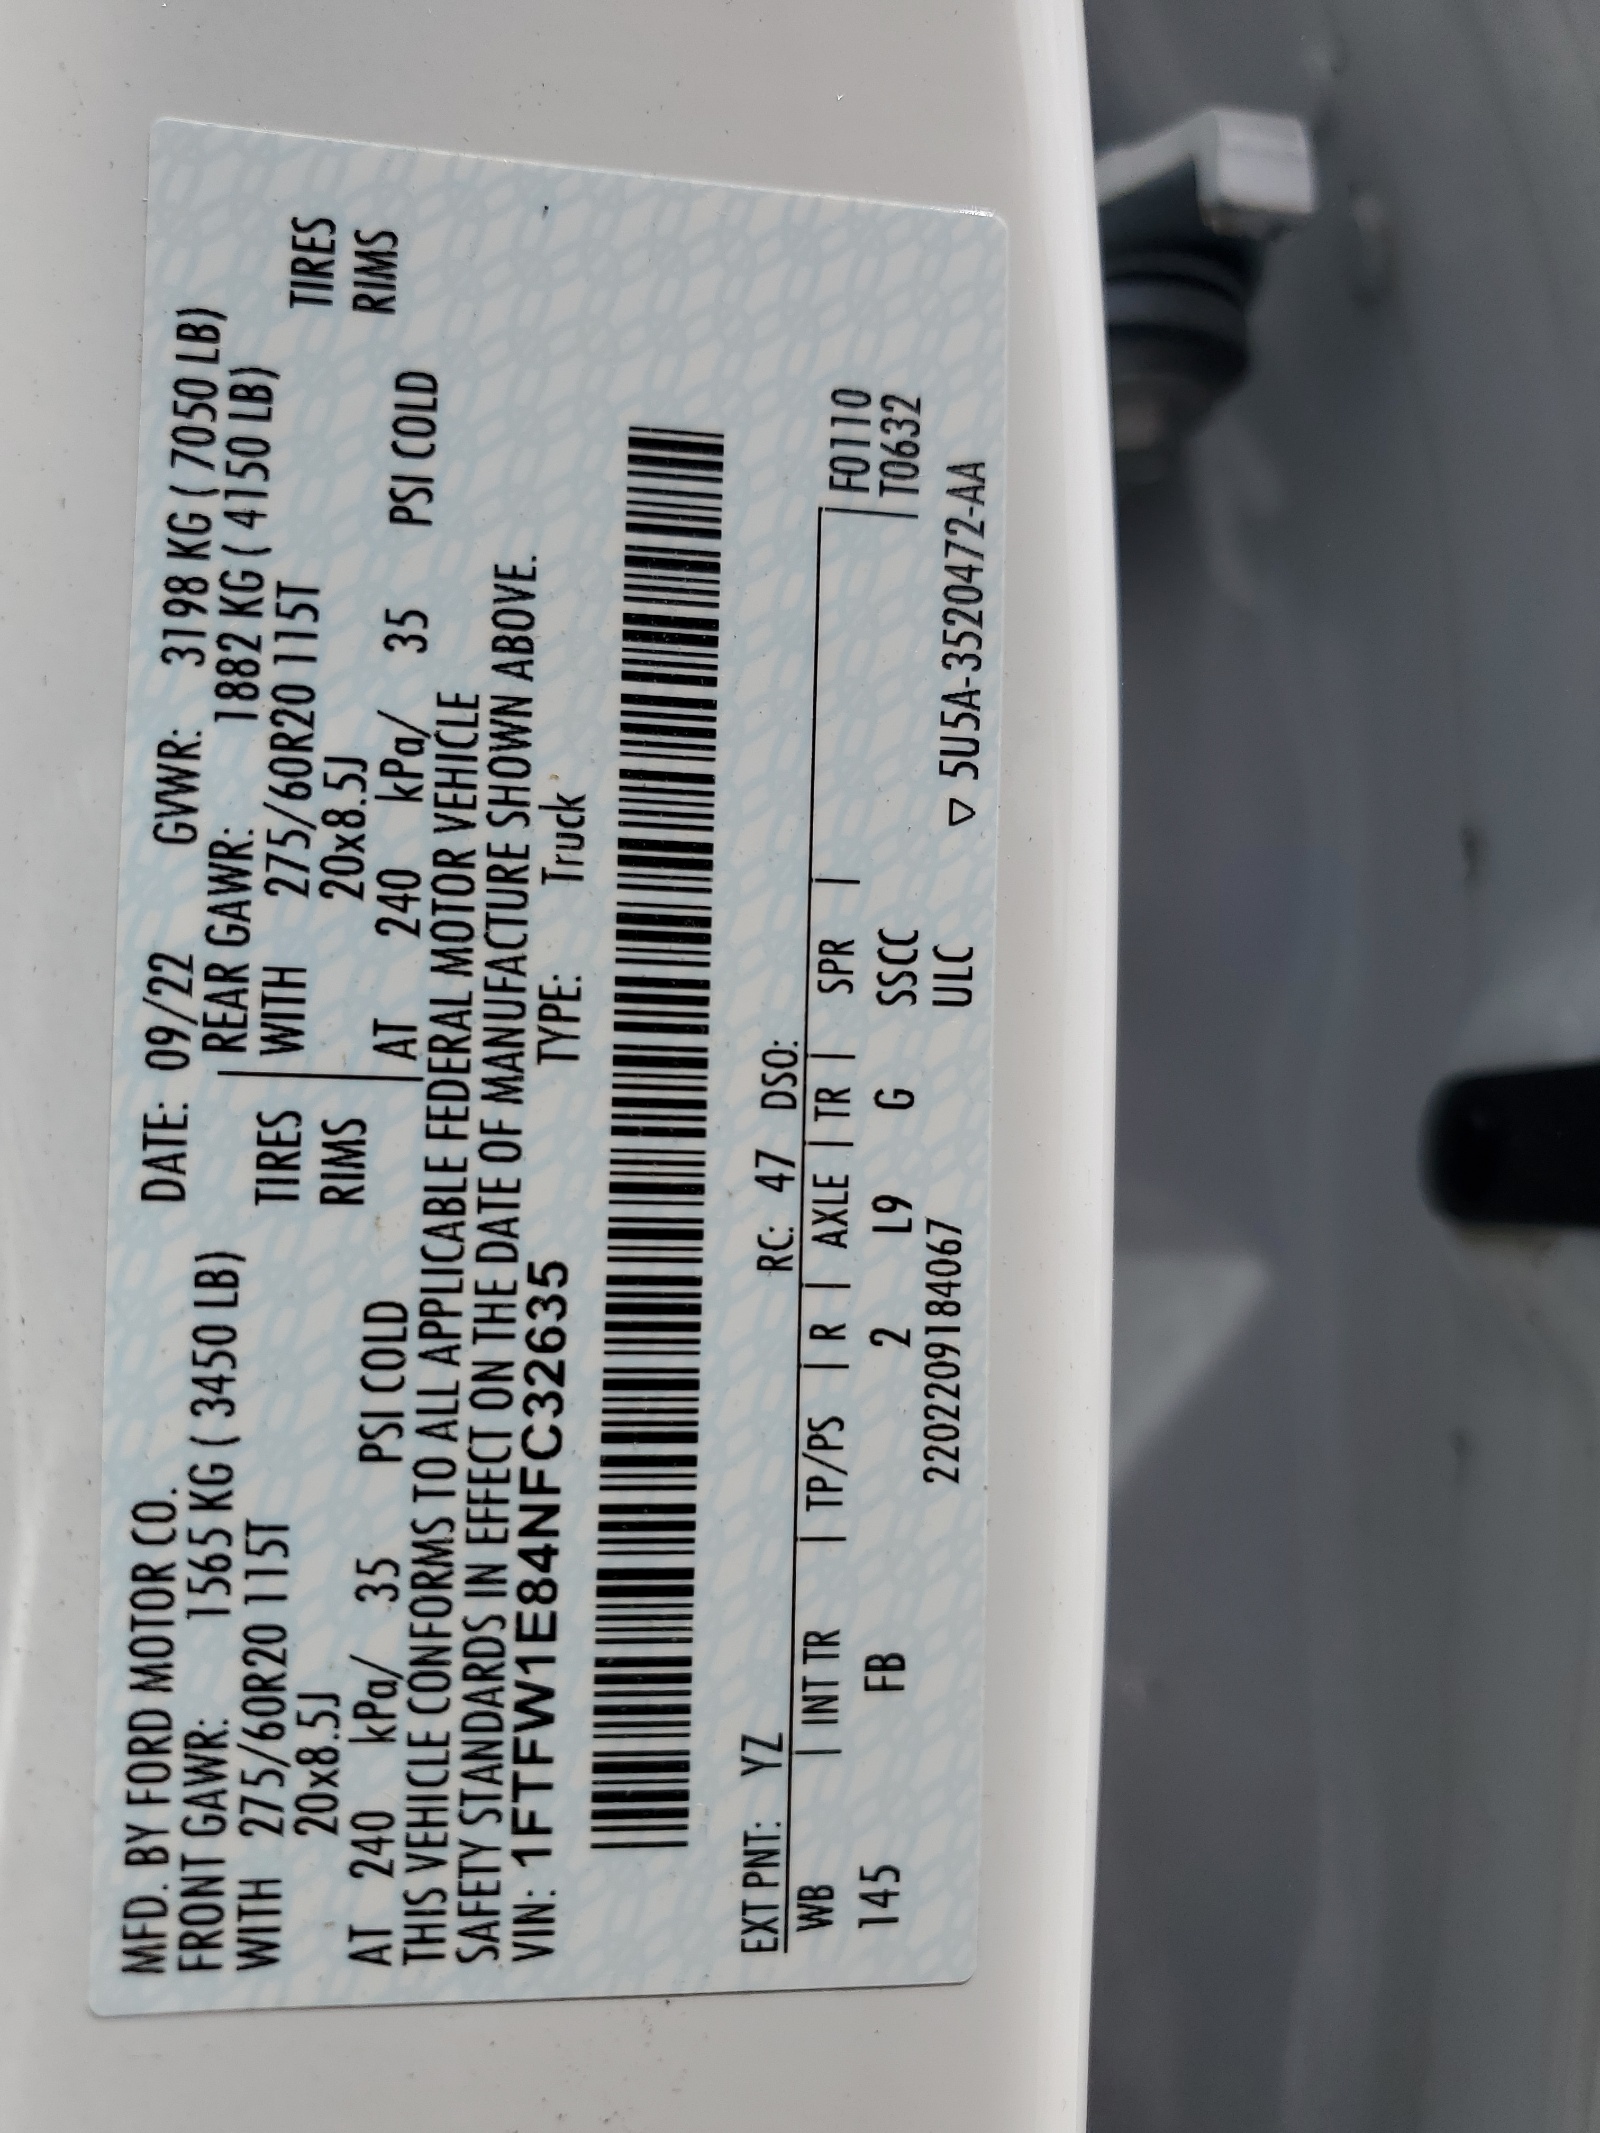 MFD. BY FORD MOTOR CO. DATE: 09/22 GVWR: 3198 KG ( 7050 LB)
FRONT GAWR: 1565 KG ( 3450 LB) REAR GAWR: 1882 KG ( 4150 LB)
WITH 275/60R20 115T TIRES WITH 275/60R20 115T TIRES
20x8.5J RIMS 20x8.5J RIMS
AT 240 kPa/ 35 PSI COLD AT 240 kPa/ 35 PSI COLD
THIS VEHICLE CONFORMS TO ALL APPLICABLE FEDERAL MOTOR VEHICLE
SAFETY STANDARDS IN EFFECT ON THE DATE OF MANUFACTURE SHOWN ABOVE.
VIN: 1FTFW1E84NFC32635 TYPE: Truck
EXT PNT: YZ RC: 47 DSO:
WB | INT TR | TP/PS | R | AXLE | TR | SPR | F0110
145 FB 2 L9 G SSCC T0632
2202209184067 ULC ▽ 5U5A-3520472-AA